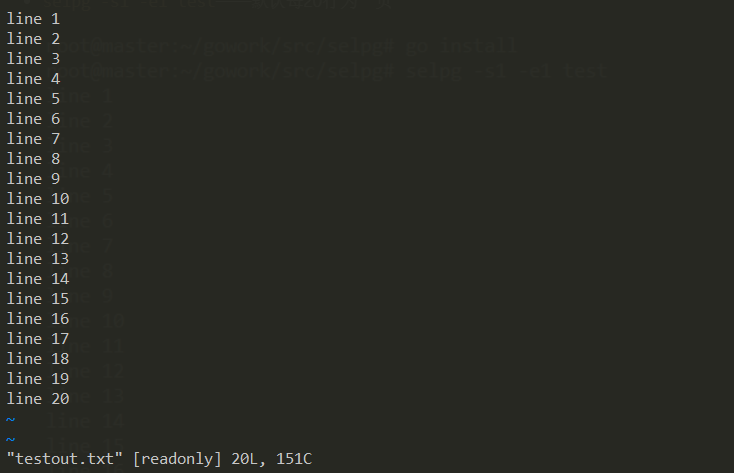 line 1
line 2
line 3
line 4
line 5
line 6
line 7
line 8
line 9
line 10
line 11
line 12
line 13
line 14
line 15
line 16
line 17
line 18
line 19
line 20
~
~
"testout.txt" [readonly] 20L, 151C